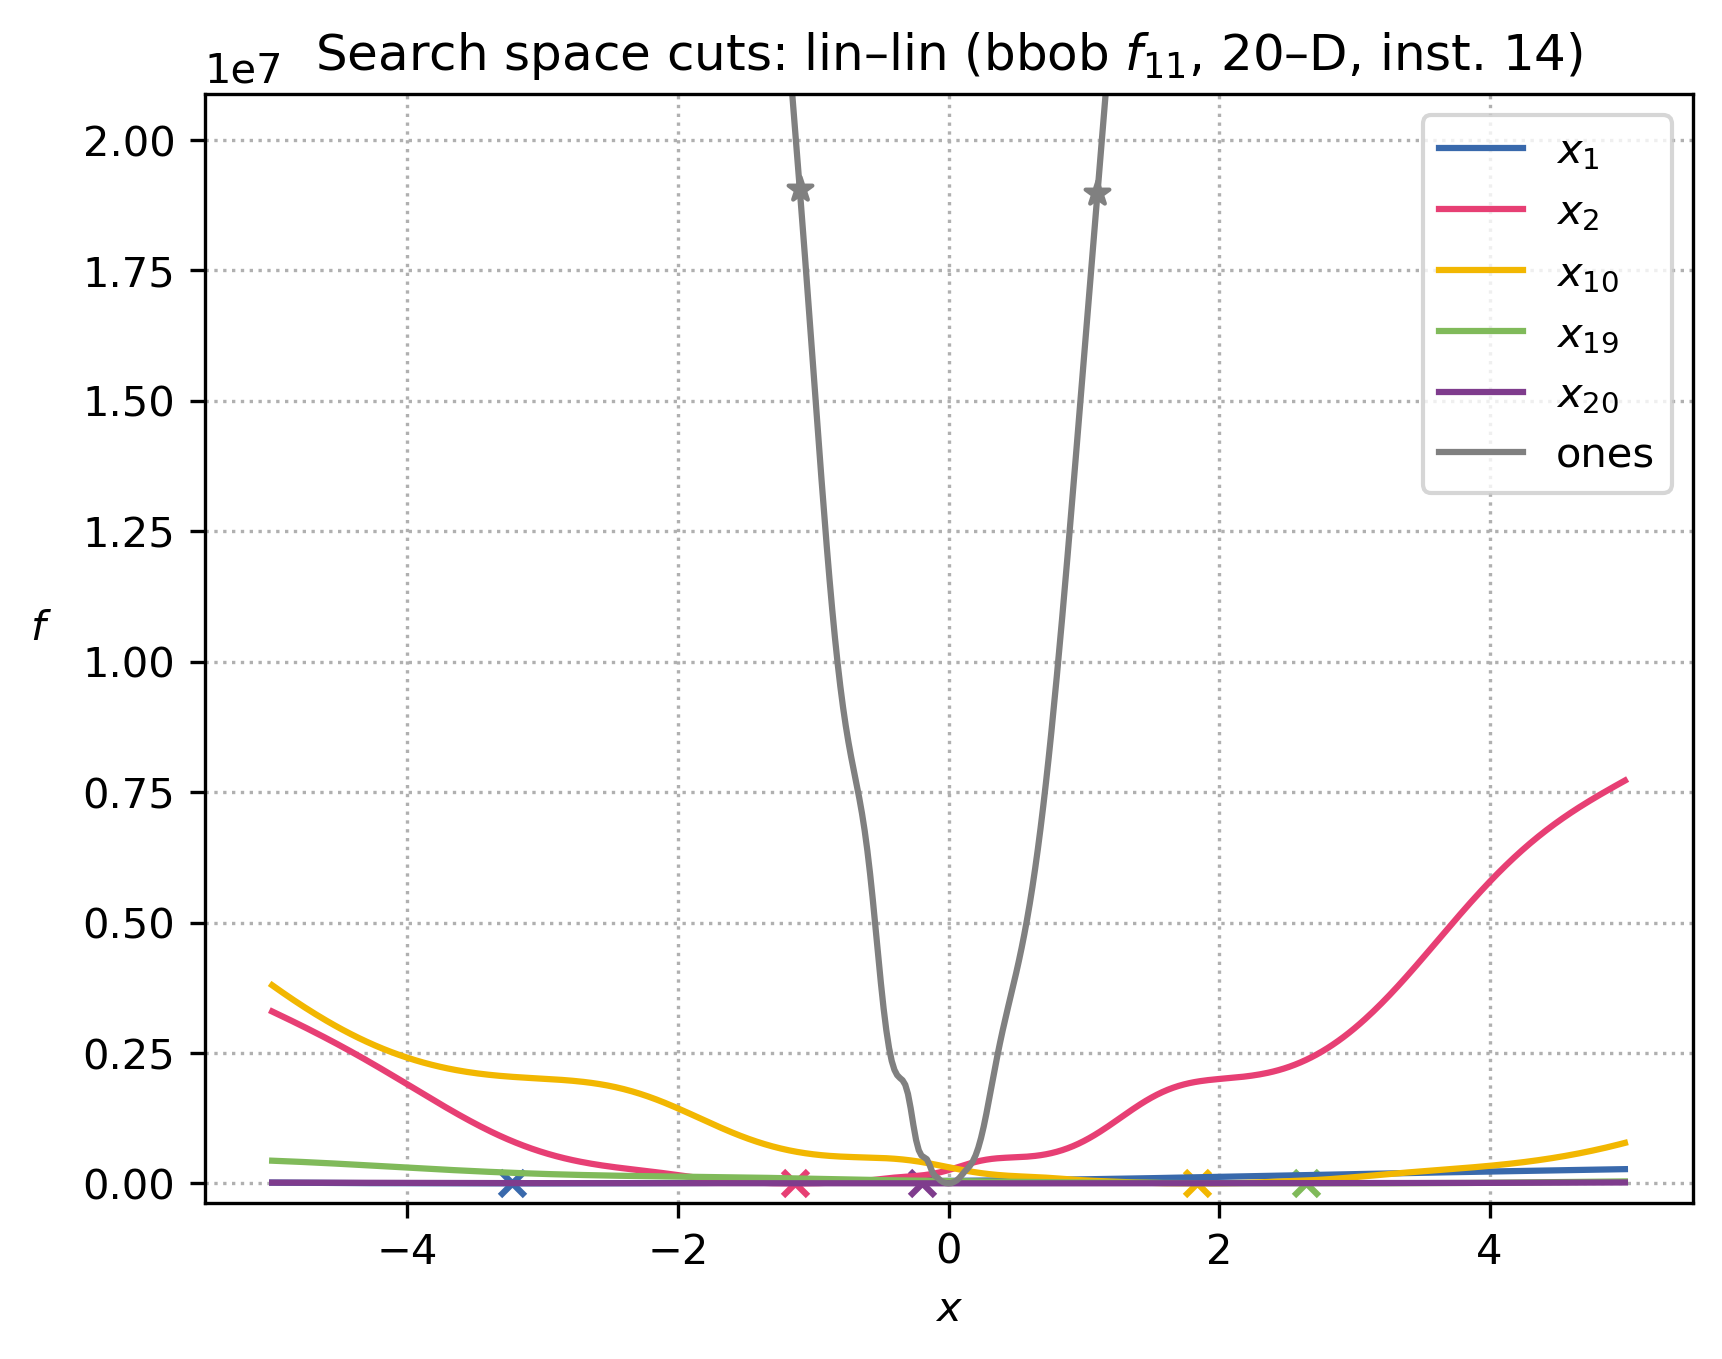 Search space cuts: lin–lin (bbob f11, 20–D, inst. 14)
1e7
2.00
1.75
1.50
1.25
1.00
0.75
0.50
0.25
0.00
f
x1
x2
x10
x19
x20
ones
−4
−2
0
2
4
x